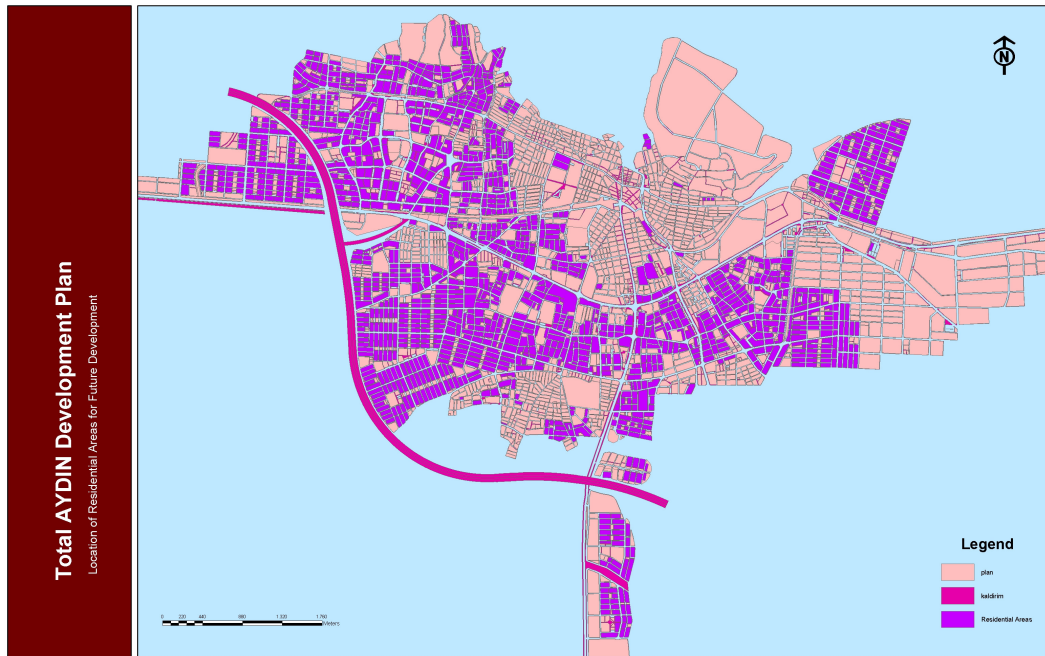 Total AYDIN Development Plan
Location of Residential Areas for Future Development
N
Legend
plan
kaldirim
Residential Areas
0 220 440 880 1.320 1.760
Meters